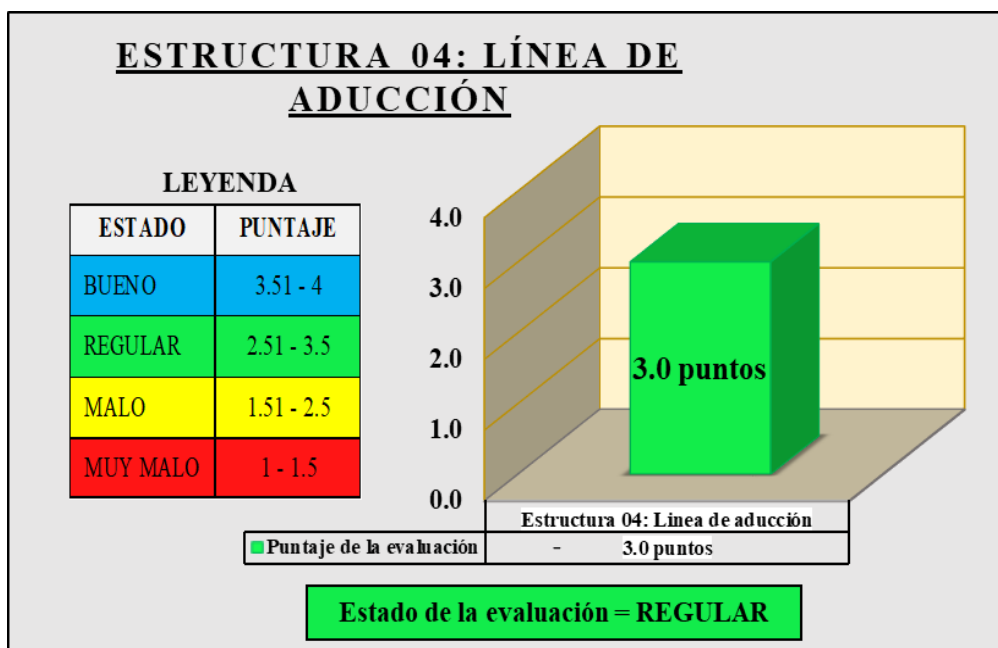 ESTRUCTURA 04: LÍNEA DE
ADUCCIÓN
LEYENDA
ESTADO PUNTAJE
BUENO 3.51 - 4
REGULAR 2.51 - 3.5
MALO 1.51 - 2.5
MUY MALO 1 - 1.5
4.0
3.0
2.0
1.0
0.0
3.0 puntos
Estructura 04: Linea de aducción
Puntaje de la evaluación - 3.0 puntos
Estado de la evaluación = REGULAR